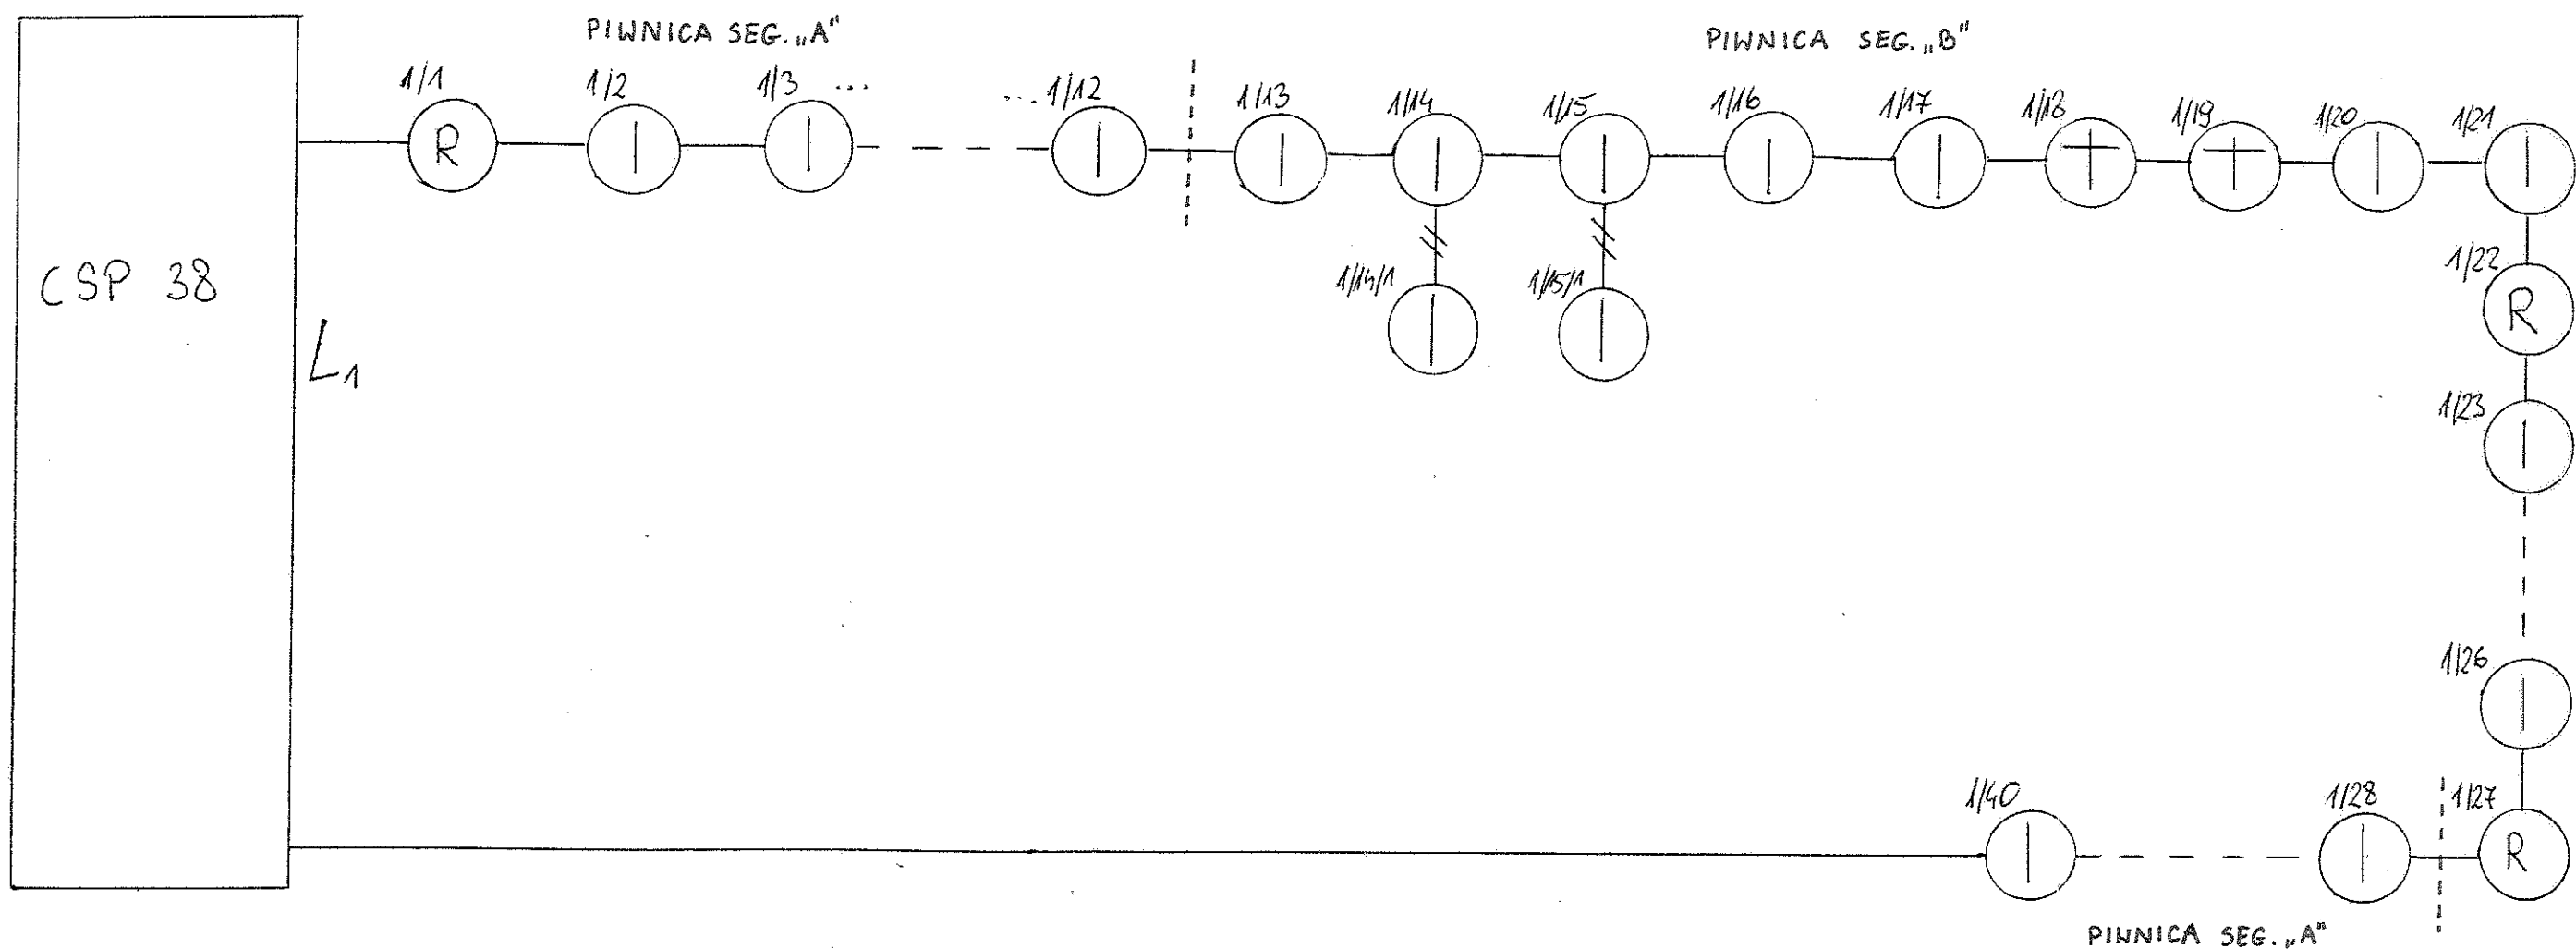 PIWNICA SEG. „A"
PIWNICA SEG. „B"
1/1
1/2
1/3 ...
... 1/12
1/13
1/14
1/15
1/16
1/17
1/18
1/19
1/20
1/21
R
1/22
R
CSP 38
1/14/1
1/15/1
L1
1/23
1/26
1/40
1/28
1/27
R
PIWNICA SEG. „A"